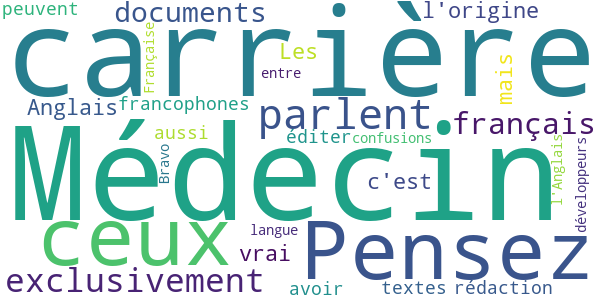 peuvent
documents
l'origine
carrière
Française
Les
entre
mais
Anglais
francophones
parlent
français
aussi
éditer
confusions
Médecin
Bravo
c'est
l'Anglais
développeurs
ceux
langue
vrai
Pensez
exclusivement
avoir
textes
rédaction